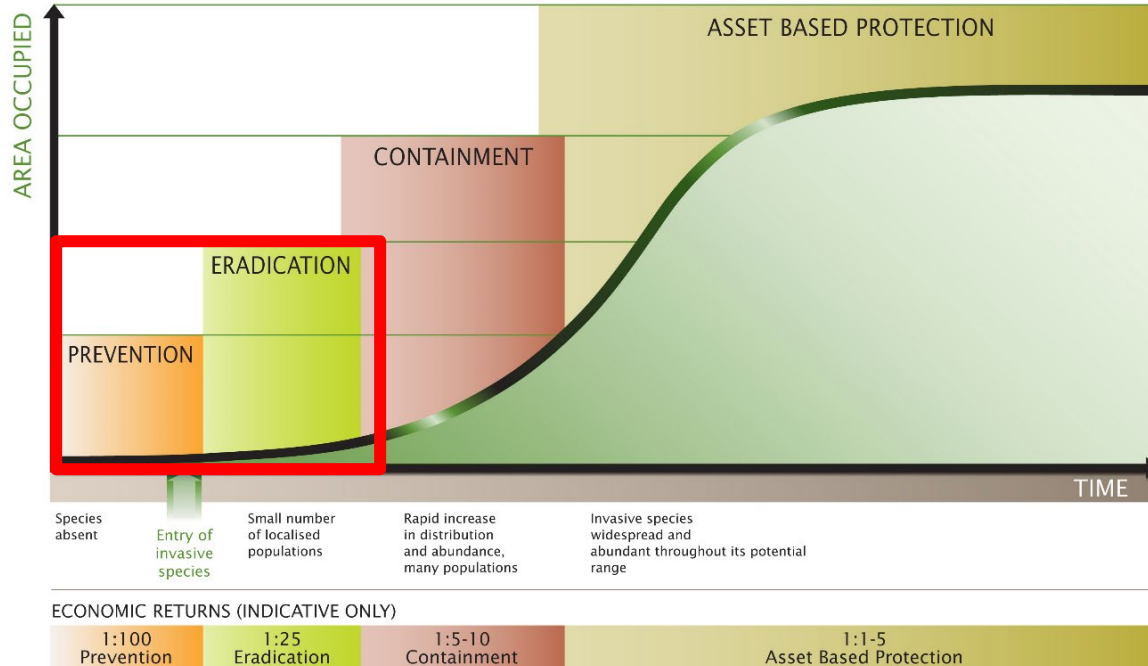 AREA OCCUPIED
ASSET BASED PROTECTION
CONTAINMENT
ERADICATION
PREVENTION
TIME
Species
absent
Entry of
invasive
species
Small number
of localised
populations
Rapid increase
in distribution
and abundance,
many populations
Invasive species
widespread and
abundant throughout its potential
range
ECONOMIC RETURNS (INDICATIVE ONLY)
1:100
Prevention
1:25
Eradication
1:5-10
Containment
1:1-5
Asset Based Protection